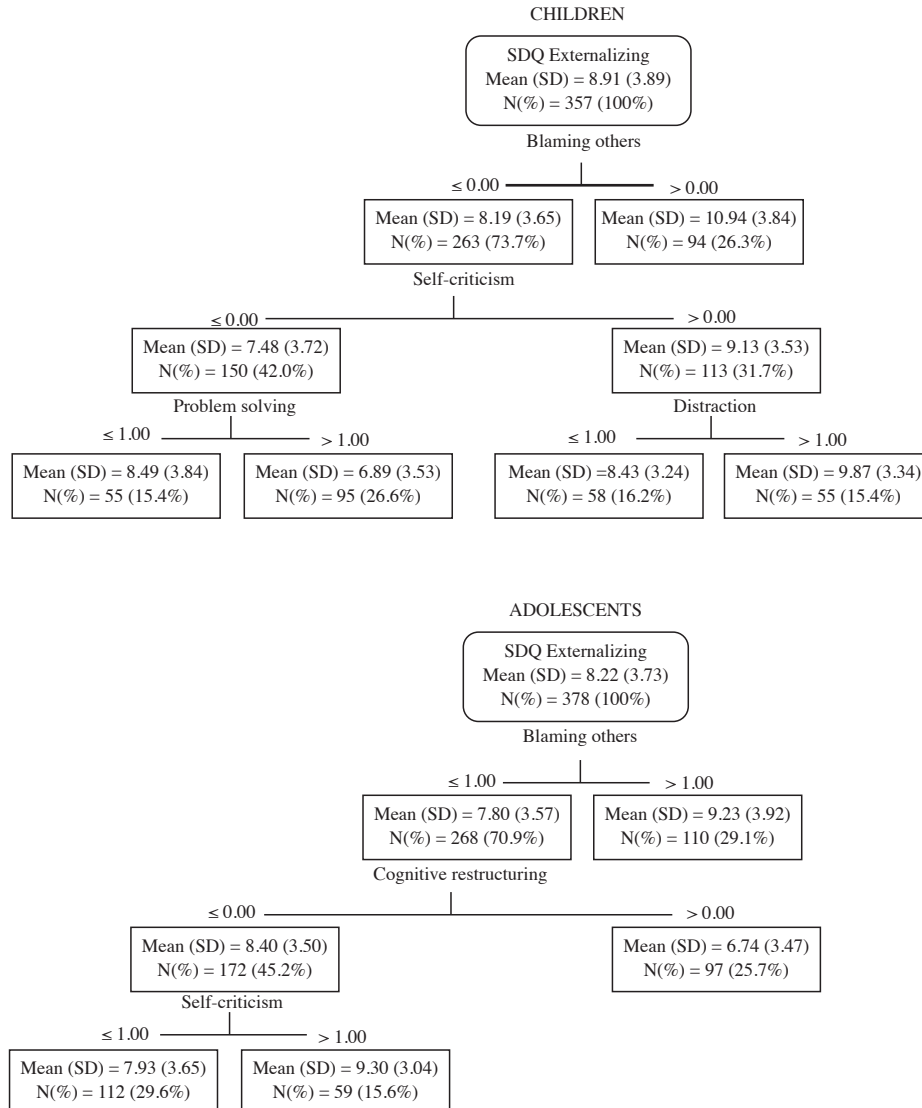 CHILDREN
SDQ Externalizing
Mean (SD) = 8.91 (3.89)
N(%) = 357 (100%)
Blaming others
≤ 0.00
> 0.00
Mean (SD) = 8.19 (3.65)
N(%) = 263 (73.7%)
Mean (SD) = 10.94 (3.84)
N(%) = 94 (26.3%)
Self-criticism
≤ 0.00
> 0.00
Mean (SD) = 7.48 (3.72)
N(%) = 150 (42.0%)
Mean (SD) = 9.13 (3.53)
N(%) = 113 (31.7%)
Problem solving
Distraction
≤ 1.00
> 1.00
≤ 1.00
> 1.00
Mean (SD) = 8.49 (3.84)
N(%) = 55 (15.4%)
Mean (SD) = 6.89 (3.53)
N(%) = 95 (26.6%)
Mean (SD) =8.43 (3.24)
N(%) = 58 (16.2%)
Mean (SD) = 9.87 (3.34)
N(%) = 55 (15.4%)
ADOLESCENTS
SDQ Externalizing
Mean (SD) = 8.22 (3.73)
N(%) = 378 (100%)
Blaming others
≤ 1.00
> 1.00
Mean (SD) = 7.80 (3.57)
N(%) = 268 (70.9%)
Mean (SD) = 9.23 (3.92)
N(%) = 110 (29.1%)
Cognitive restructuring
≤ 0.00
> 0.00
Mean (SD) = 8.40 (3.50)
N(%) = 172 (45.2%)
Mean (SD) = 6.74 (3.47)
N(%) = 97 (25.7%)
Self-criticism
≤ 1.00
> 1.00
Mean (SD) = 7.93 (3.65)
N(%) = 112 (29.6%)
Mean (SD) = 9.30 (3.04)
N(%) = 59 (15.6%)